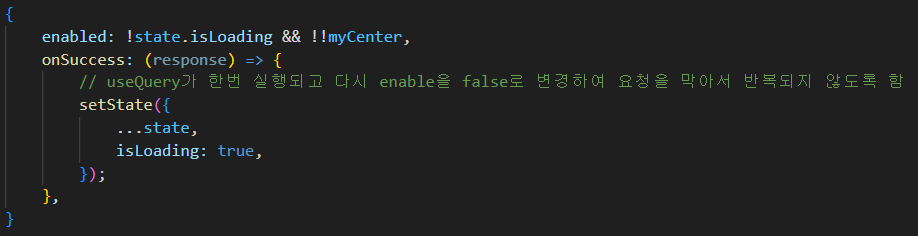 {
    enabled: !state.isLoading && !!myCenter,
    onSuccess: (response) => {
        // useQuery가 한번 실행되고 다시 enable을 false로 변경하여 요청을 막아서 반복되지 않도록 함
        setState({
            ...state,
            isLoading: true,
        });
    },
}